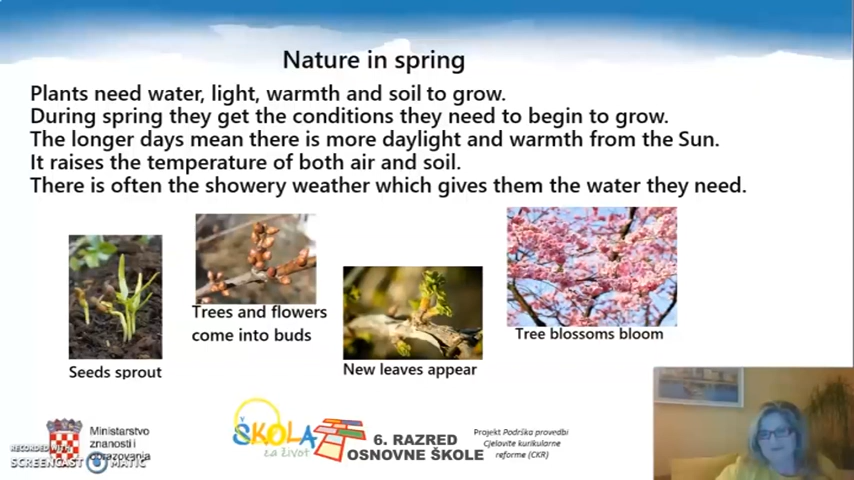 Nature in spring
Plants need water, light, warmth and soil to grow.
During spring they get the conditions they need to begin to grow.
The longer days mean there is more daylight and warmth from the Sun.
It raises the temperature of both air and soil.
There is often the showery weather which gives them the water they need.
Seeds sprout
Trees and flowers
come into buds
New leaves appear
Tree blossoms bloom
Ministarstvo
znanosti i
obrazovanja
RECORDED WITH
SCREENCAST MATIC
ŠKOLA
za život
6. RAZRED
OSNOVNE ŠKOLE
Projekt Podrška provedbi
Cjelovite kurikularne
reforme (CKR)